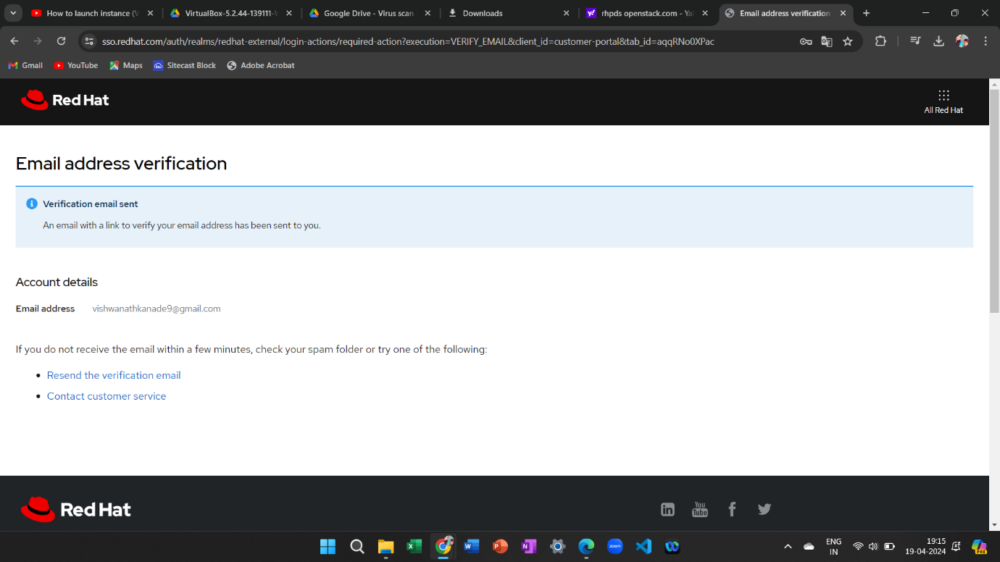 How to launch instance (V
VirtualBox-5.2.44-139111-W
Google Drive - Virus scan
Downloads
rhpds openstack.com - Yah
Email address verification
sso.redhat.com/auth/realms/redhat-external/login-actions/required-action?execution=VERIFY_EMAIL&client_id=customer-portal&tab_id=aqqRNo0XPac
Gmail
YouTube
Maps
Sitecast Block
Adobe Acrobat
Red Hat
All Red Hat
Email address verification
Verification email sent
An email with a link to verify your email address has been sent to you.
Account details
Email address vishwanathkanade9@gmail.com
If you do not receive the email within a few minutes, check your spam folder or try one of the following:
• Resend the verification email
• Contact customer service
Red Hat
You
Tube
zoom
ENG
IN
19:15
19-04-2024
PRE